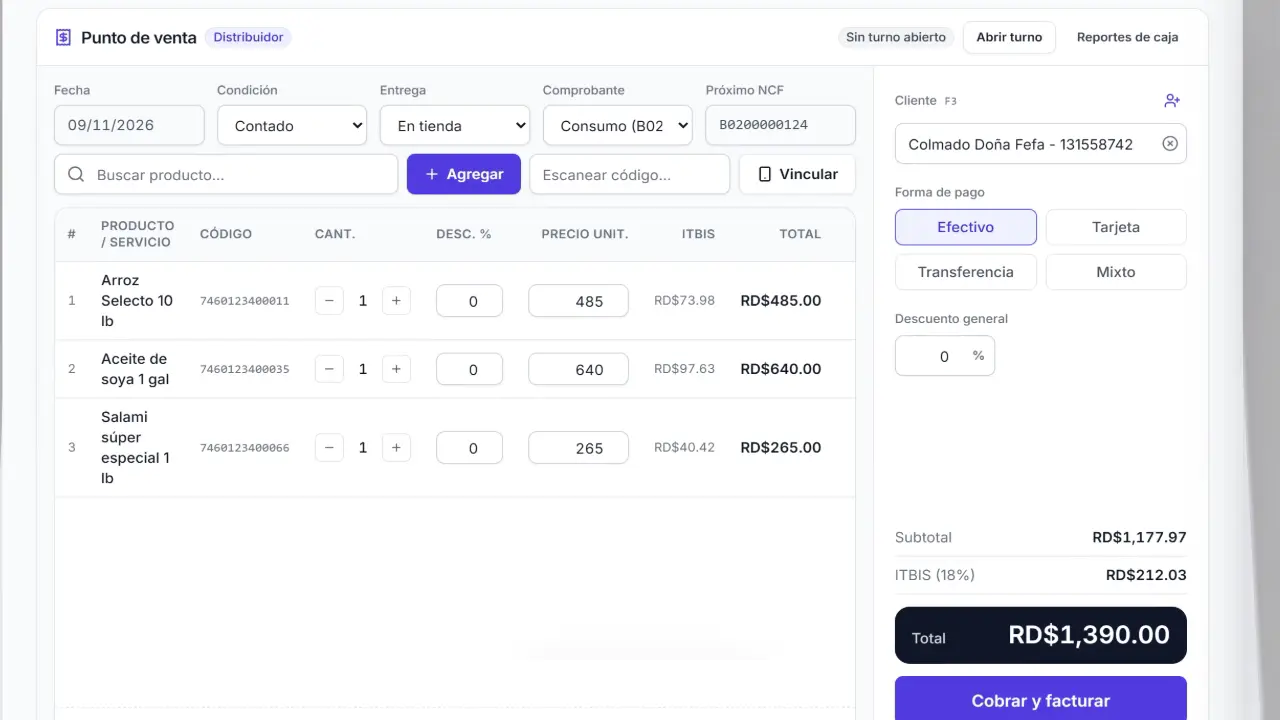 Punto de venta
Distribuidor
Sin turno abierto
Abrir turno
Reportes de caja
Fecha
Condición
Entrega
Comprobante
Próximo NCF
09/11/2026
Contado
En tienda
Consumo (B02
B0200000124
Buscar producto...
+ Agregar
Escanear código...
Vincular
# PRODUCTO / SERVICIO CÓDIGO CANT. DESC. % PRECIO UNIT. ITBIS TOTAL
1 Arroz Selecto 10 lb 7460123400011 − 1 + 0 485 RD$73.98 RD$485.00
2 Aceite de soya 1 gal 7460123400035 − 1 + 0 640 RD$97.63 RD$640.00
3 Salami súper especial 1 lb 7460123400066 − 1 + 0 265 RD$40.42 RD$265.00
Cliente F3
Colmado Doña Fefa - 131558742
Forma de pago
Efectivo
Tarjeta
Transferencia
Mixto
Descuento general
0 %
Subtotal RD$1,177.97
ITBIS (18%) RD$212.03
Total RD$1,390.00
Cobrar y facturar